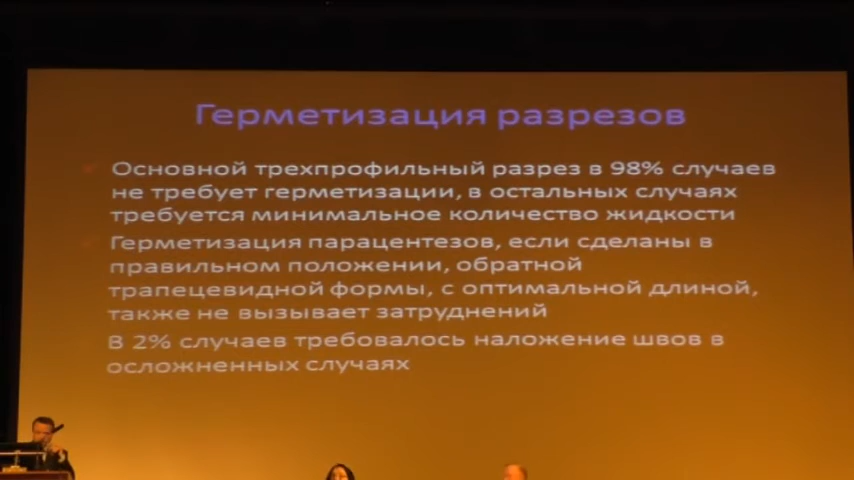 Герметизация разрезов
Основной трехпрофильный разрез в 98% случаев
не требует герметизации, в остальных случаях
требуется минимальное количество жидкости
Герметизация парацентезов, если сделаны в
правильном положении, обратной
трапецевидной формы, с оптимальной длиной,
также не вызывает затруднений
В 2% случаев требовалось наложение швов в
осложненных случаях